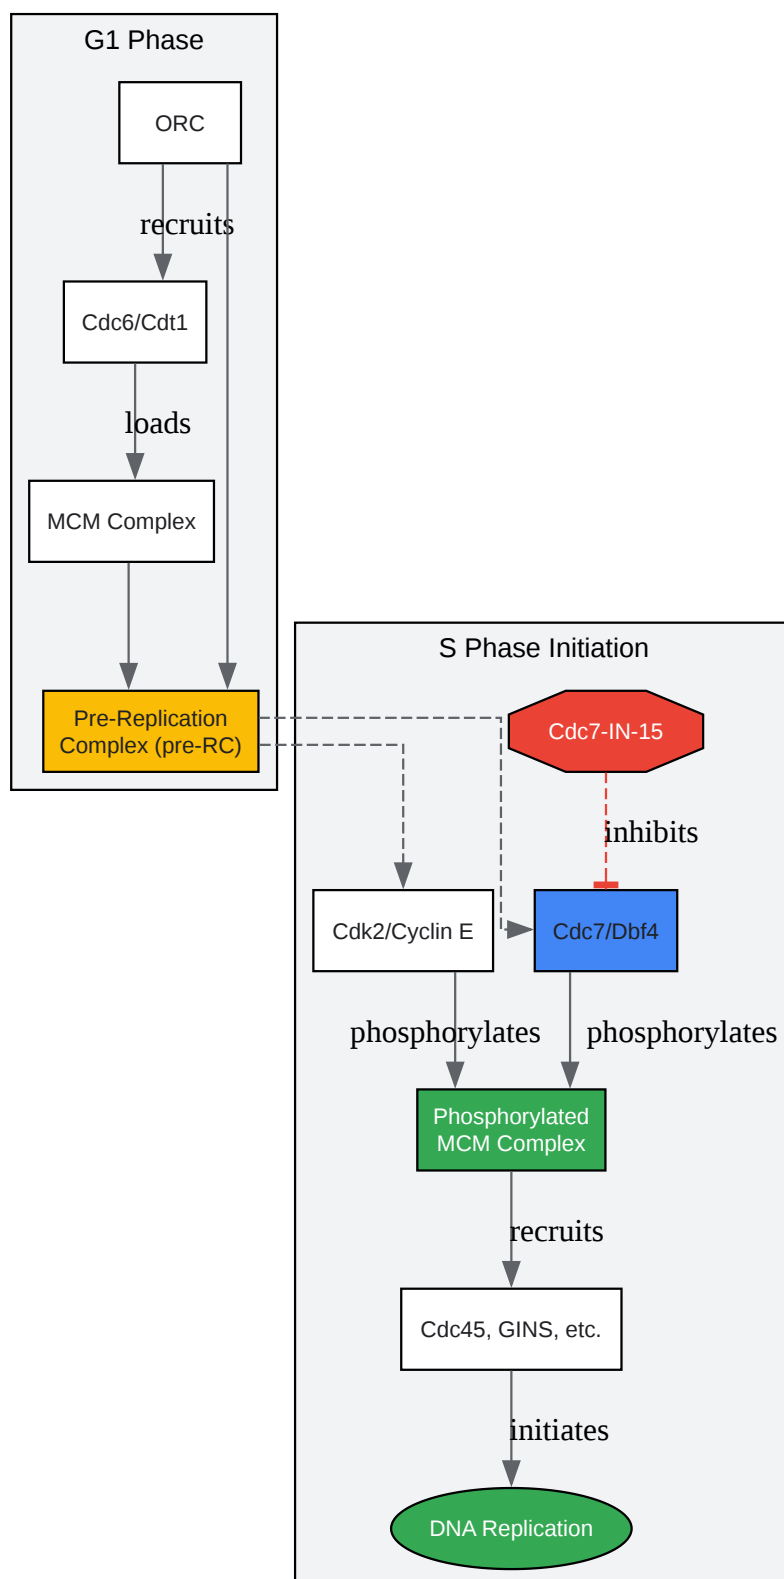 G1 Phase
ORC
recruits
Cdc6/Cdt1
loads
MCM Complex
Pre-Replication
Complex (pre-RC)
S Phase Initiation
Cdc7-IN-15
inhibits
Cdk2/Cyclin E
Cdc7/Dbf4
phosphorylates
phosphorylates
Phosphorylated
MCM Complex
recruits
Cdc45, GINS, etc.
initiates
DNA Replication